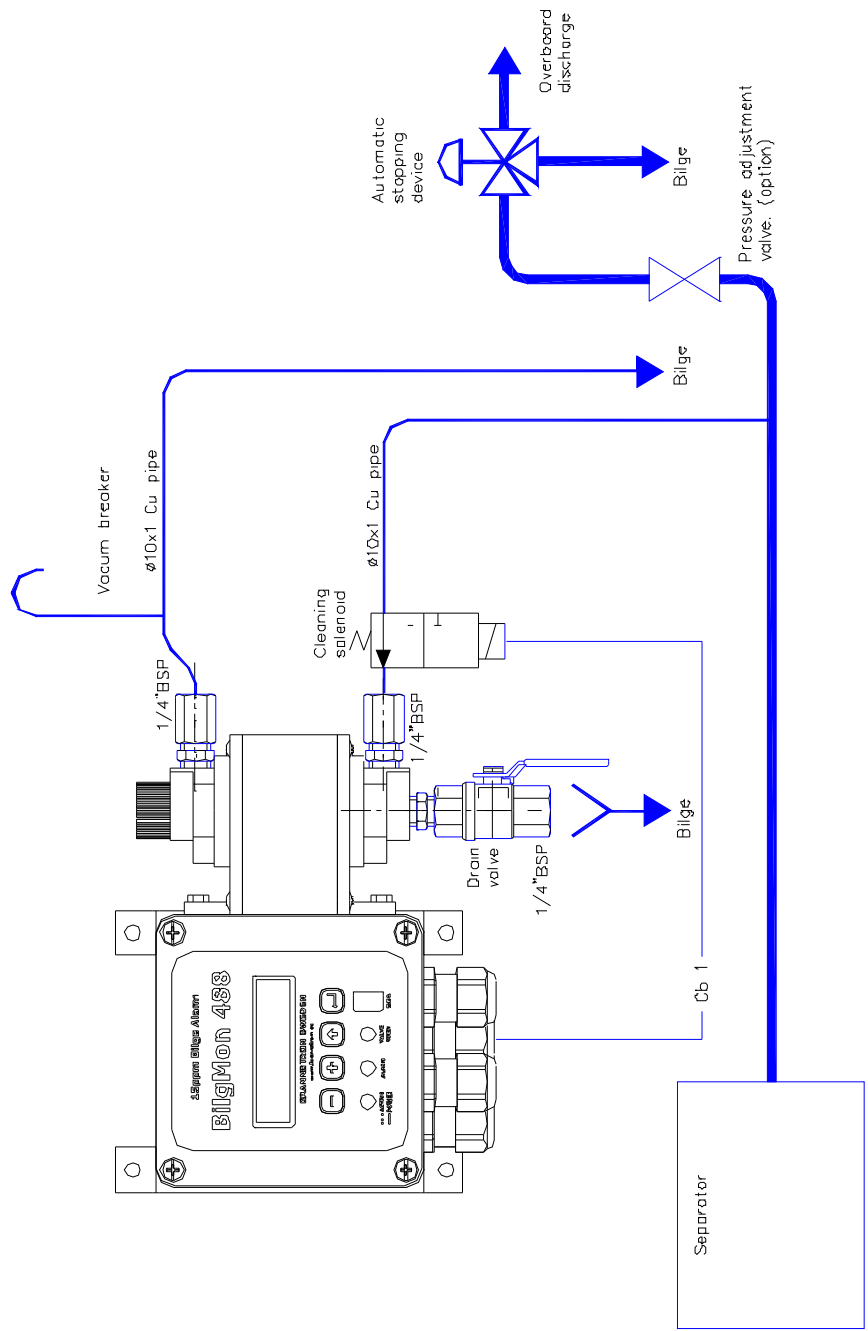 Vacum breaker
ø10x1 Cu pipe
1/4"BSP
Cleaning
solenoid
ø10x1 Cu pipe
1/4"BSP
Automatic
stopping
device
Overboard
discharge
Bilge
Pressure adjustment
valve. (option)
Bilge
Drain
valve
1/4"BSP
Bilge
15ppm Bilge Alarm
BilgMon 488
BRANNSTROM SWEDEN
Cb 1
Separator